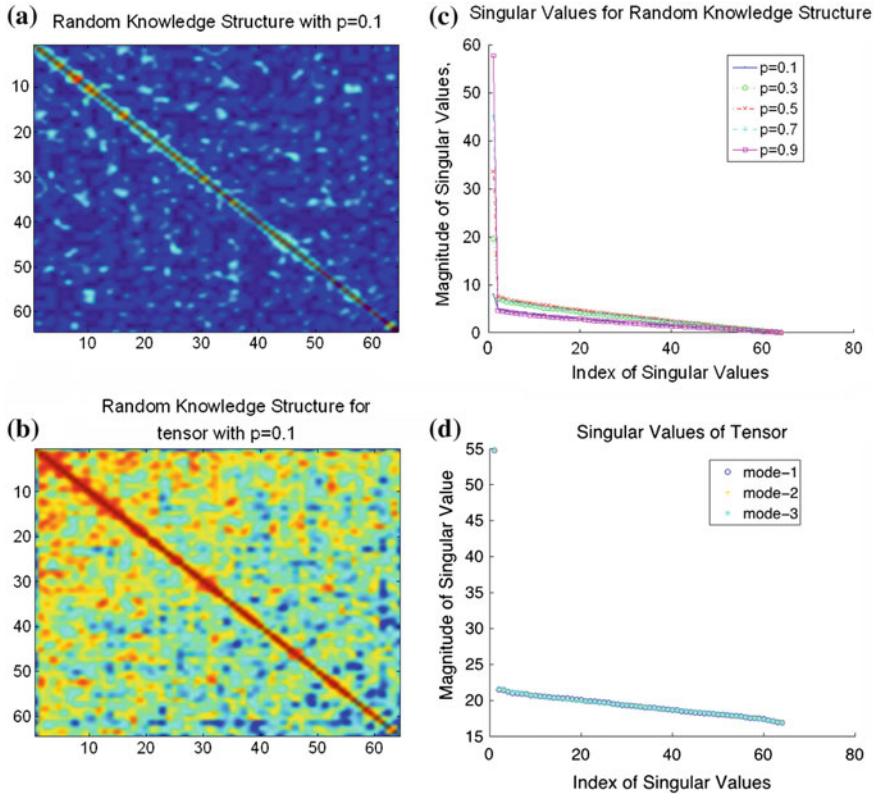 (a)
Random Knowledge Structure with p=0.1
10
20
30
40
50
60
10 20 30 40 50 60
(c)
Singular Values for Random Knowledge Structure
Magnitude of Singular Values,
60
50
40
30
20
10
0
0 20 40 60 80
Index of Singular Values
p=0.1
p=0.3
p=0.5
p=0.7
p=0.9
(b)
Random Knowledge Structure for
tensor with p=0.1
10
20
30
40
50
60
10 20 30 40 50 60
(d)
Singular Values of Tensor
Magnitude of Singular Value
55
50
45
40
35
30
25
20
15
0 20 40 60 80
Index of Singular Values
mode-1
mode-2
mode-3